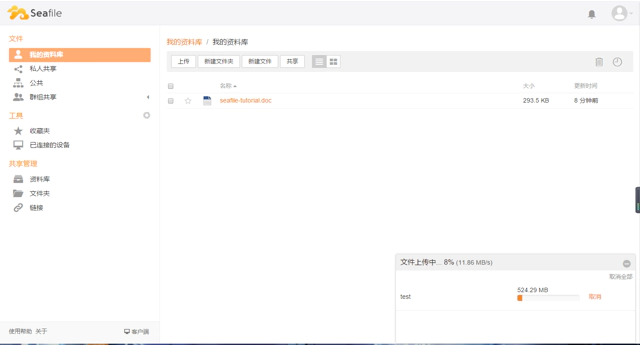 Seafile
文件
我的资料库
私人共享
公共
群组共享
工具
收藏夹
已连接的设备
共享管理
资料库
文件夹
链接
使用帮助 关于
客户端
我的资料库 / 我的资料库
上传 新建文件夹 新建文件 共享
名称 大小 更新时间
seafile-tutorial.doc 293.5 KB 8 分钟前
文件上传中... 8% (11.86 MB/s)
取消全部
524.29 MB
test 取消